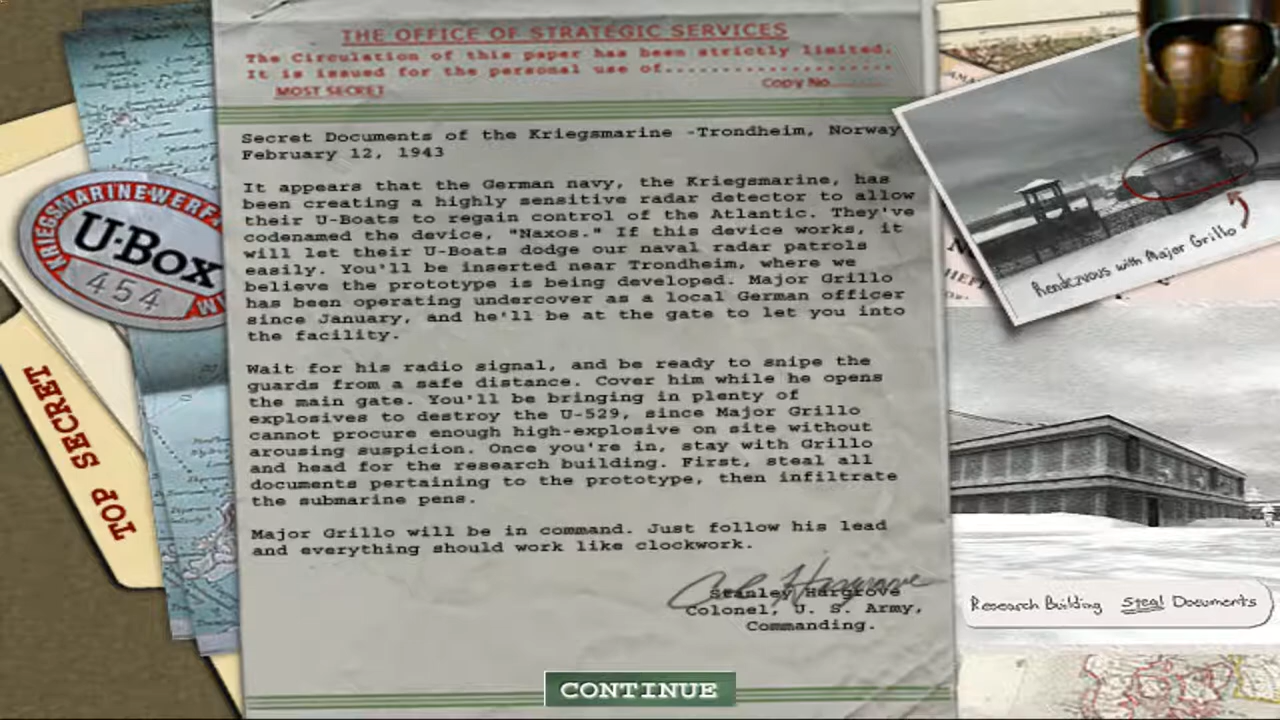 THE OFFICE OF STRATEGIC SERVICES
The Circulation of this paper has been strictly limited.
It is issued for the personal use of....................
MOST SECRET
Copy No........
Secret Documents of the Kriegsmarine -Trondheim, Norway
February 12, 1943
It appears that the German navy, the Kriegsmarine, has
been creating a highly sensitive radar detector to allow
their U-Boats to regain control of the Atlantic. They've
codenamed the device, "Naxos." If this device works, it
will let their U-Boats dodge our naval radar patrols
easily. You'll be inserted near Trondheim, where we
believe the prototype is being developed. Major Grillo
has been operating undercover as a local German officer
since January, and he'll be at the gate to let you into
the facility.
Wait for his radio signal, and be ready to snipe the
guards from a safe distance. Cover him while he opens
the main gate. You'll be bringing in plenty of
explosives to destroy the U-529, since Major Grillo
cannot procure enough high-explosive on site without
arousing suspicion. Once you're in, stay with Grillo
and head for the research building. First, steal all
documents pertaining to the prototype, then infiltrate
the submarine pens.
Major Grillo will be in command. Just follow his lead
and everything should work like clockwork.
Stanley Hargrove
Colonel, U. S. Army,
Commanding.
CONTINUE
KRIEGSMARINEWERF
U-Box
454
TOP SECRET
Rendezvous with Major Grillo
Research Building Steal Documents